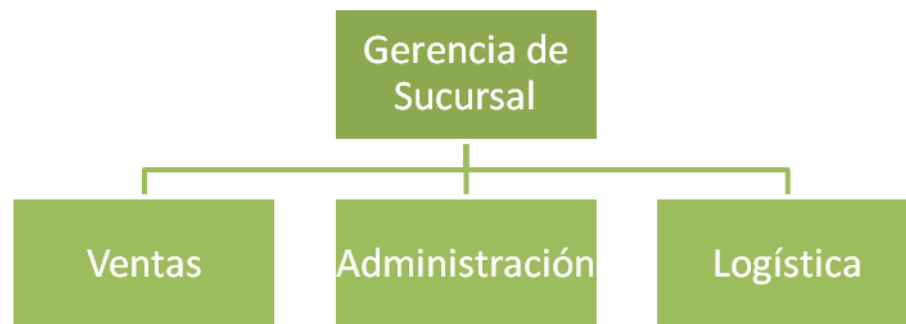 Gerencia de
Sucursal
Ventas
Administración
Logística